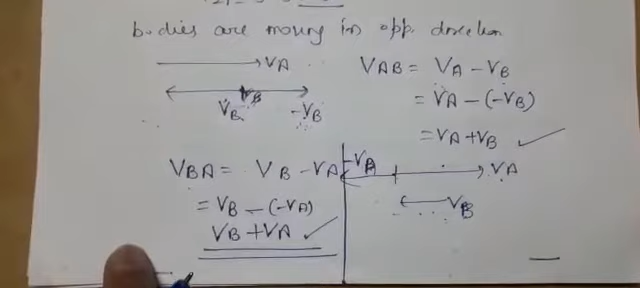 bodies are moving in opp. direction
VA
VAB = VA - VB
VB
-VB
= VA - (-VB)
= VA + VB
VBA = VB - VA
-VB
VA
= VB - (-VA)
VB
VB + VA